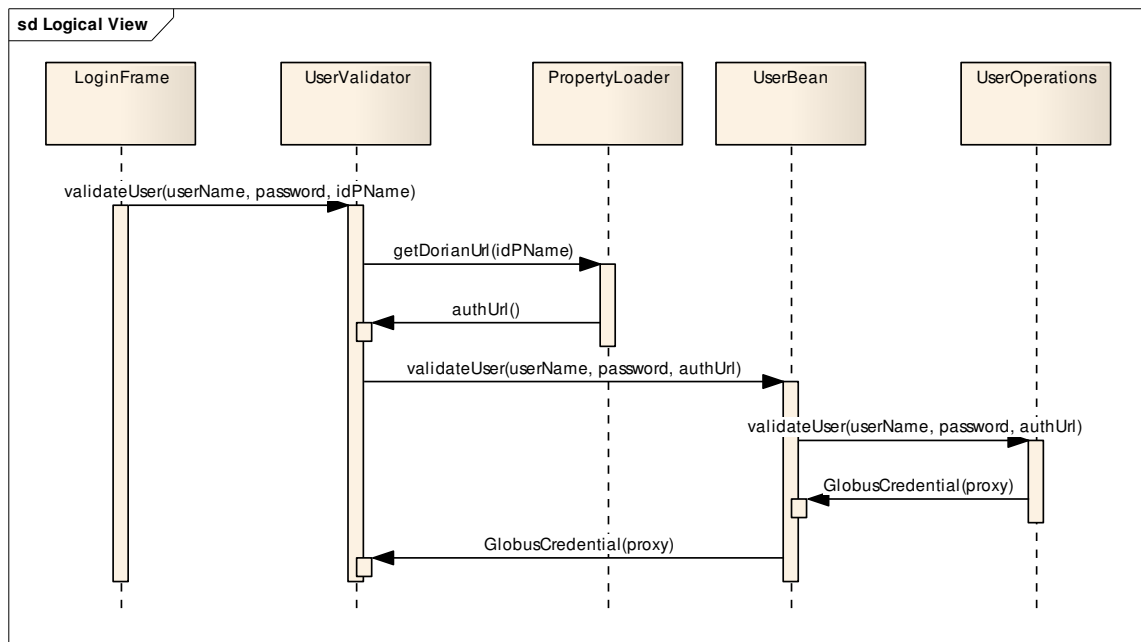 sd Logical View
LoginFrame
UserValidator
PropertyLoader
UserBean
UserOperations
validateUser(userName, password, idPName)
getDorianUrl(idPName)
authUrl()
validateUser(userName, password, authUrl)
validateUser(userName, password, authUrl)
GlobusCredential(proxy)
GlobusCredential(proxy)